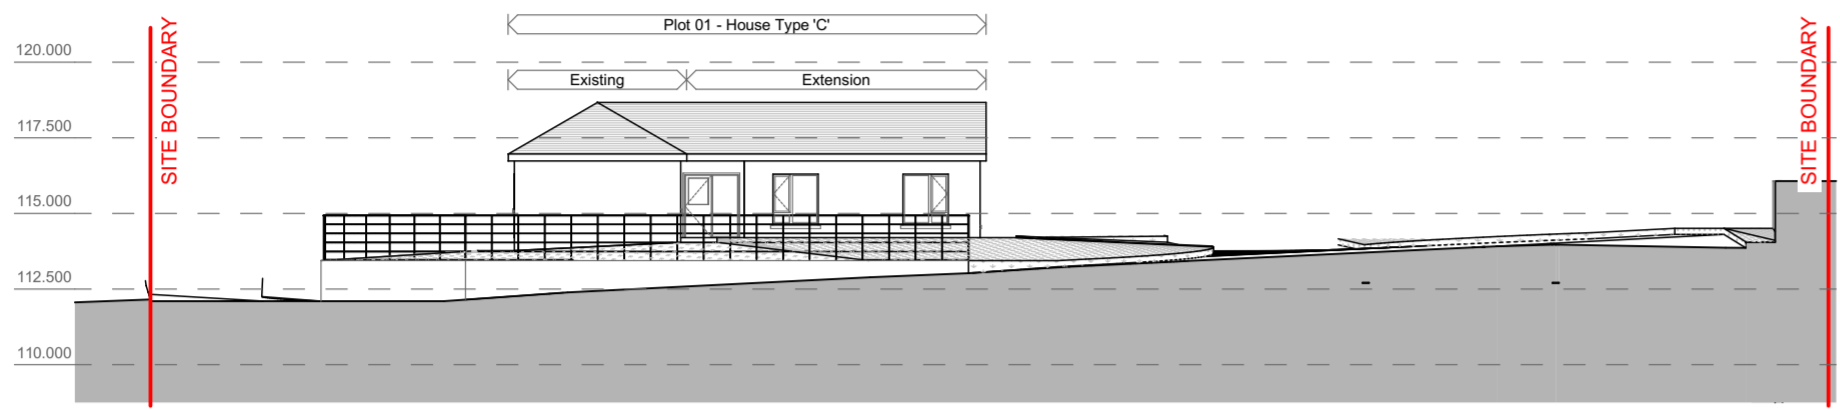 Plot 01 - House Type 'C'
Existing
Extension
SITE BOUNDARY
SITE BOUNDARY
120.000
117.500
115.000
112.500
110.000